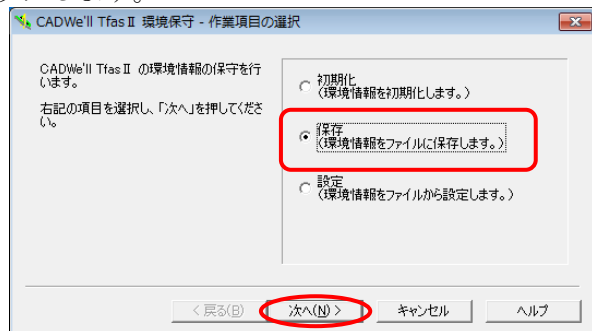 CADWe'll TfasⅡ 環境保守 - 作業項目の選択
CADWe'll TfasⅡ の環境情報の保守を行
います。
右記の項目を選択し、「次へ」を押してくださ
い。
初期化
(環境情報を初期化します。)
保存
(環境情報をファイルに保存します。)
設定
(環境情報をファイルから設定します。)
< 戻る(B)
次へ(N) >
キャンセル
ヘルプ